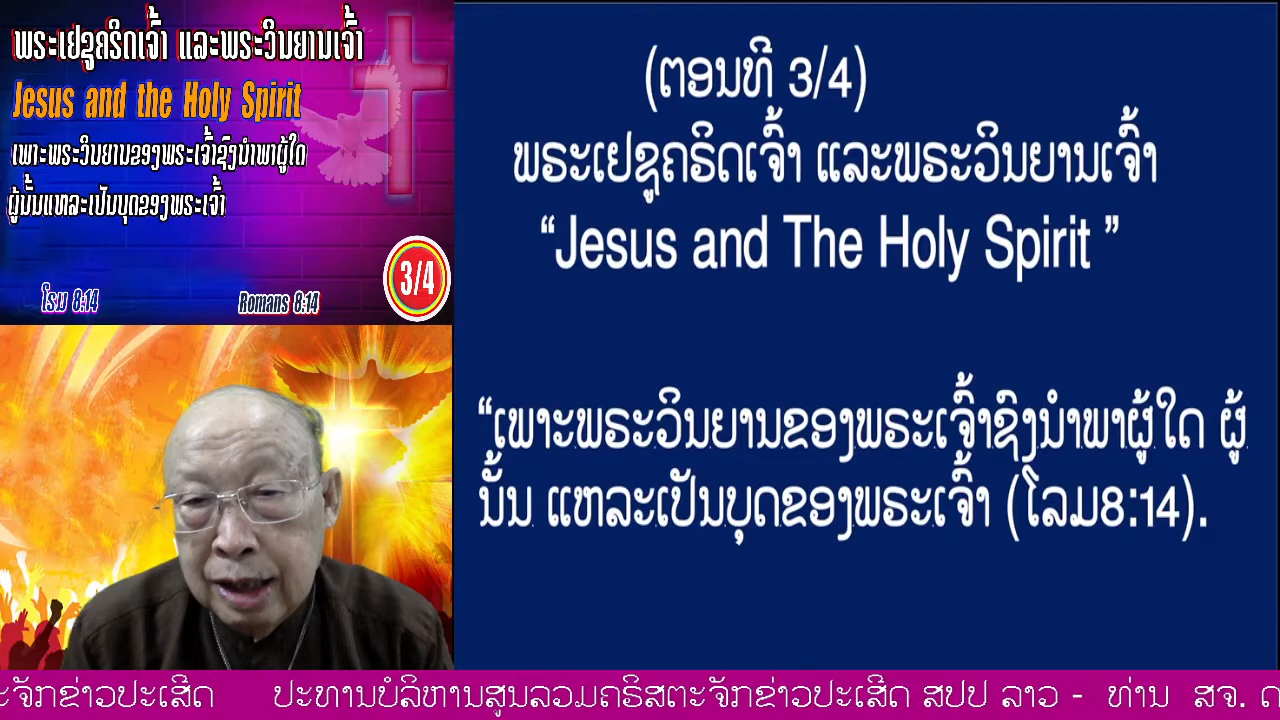 ພຣະເຢຊູຄຣິດເຈົ້າ ແລະພຣະວິນຍານເຈົ້າ
Jesus and the Holy Spirit
ເພາະພຣະວິນຍານຂອງພຣະເຈົ້າຊົງນຳພາຜູ້ໃດ
ຜູ້ນັ້ນແຫລະເປັນບຸດຂອງພຣະເຈົ້າ
ໂຣມ 8:14 Romans 8:14
3/4
(ຕອນທີ 3/4)
ພຣະເຢຊູຄຣິດເຈົ້າ ແລະພຣະວິນຍານເຈົ້າ
“Jesus and The Holy Spirit ”
“ເພາະພຣະວິນຍານຂອງພຣະເຈົ້າຊົງນຳພາຜູ້ໃດ ຜູ້
ນັ້ນ ແຫລະເປັນບຸດຂອງພຣະເຈົ້າ (ໂລມ8:14).
ະຈັກຂ່າວປະເສີດ ປະທານບໍລິຫານສູນລວມຄຣິສຕະຈັກຂ່າວປະເສີດ ສປປ ລາວ - ທ່ານ ສຈ.